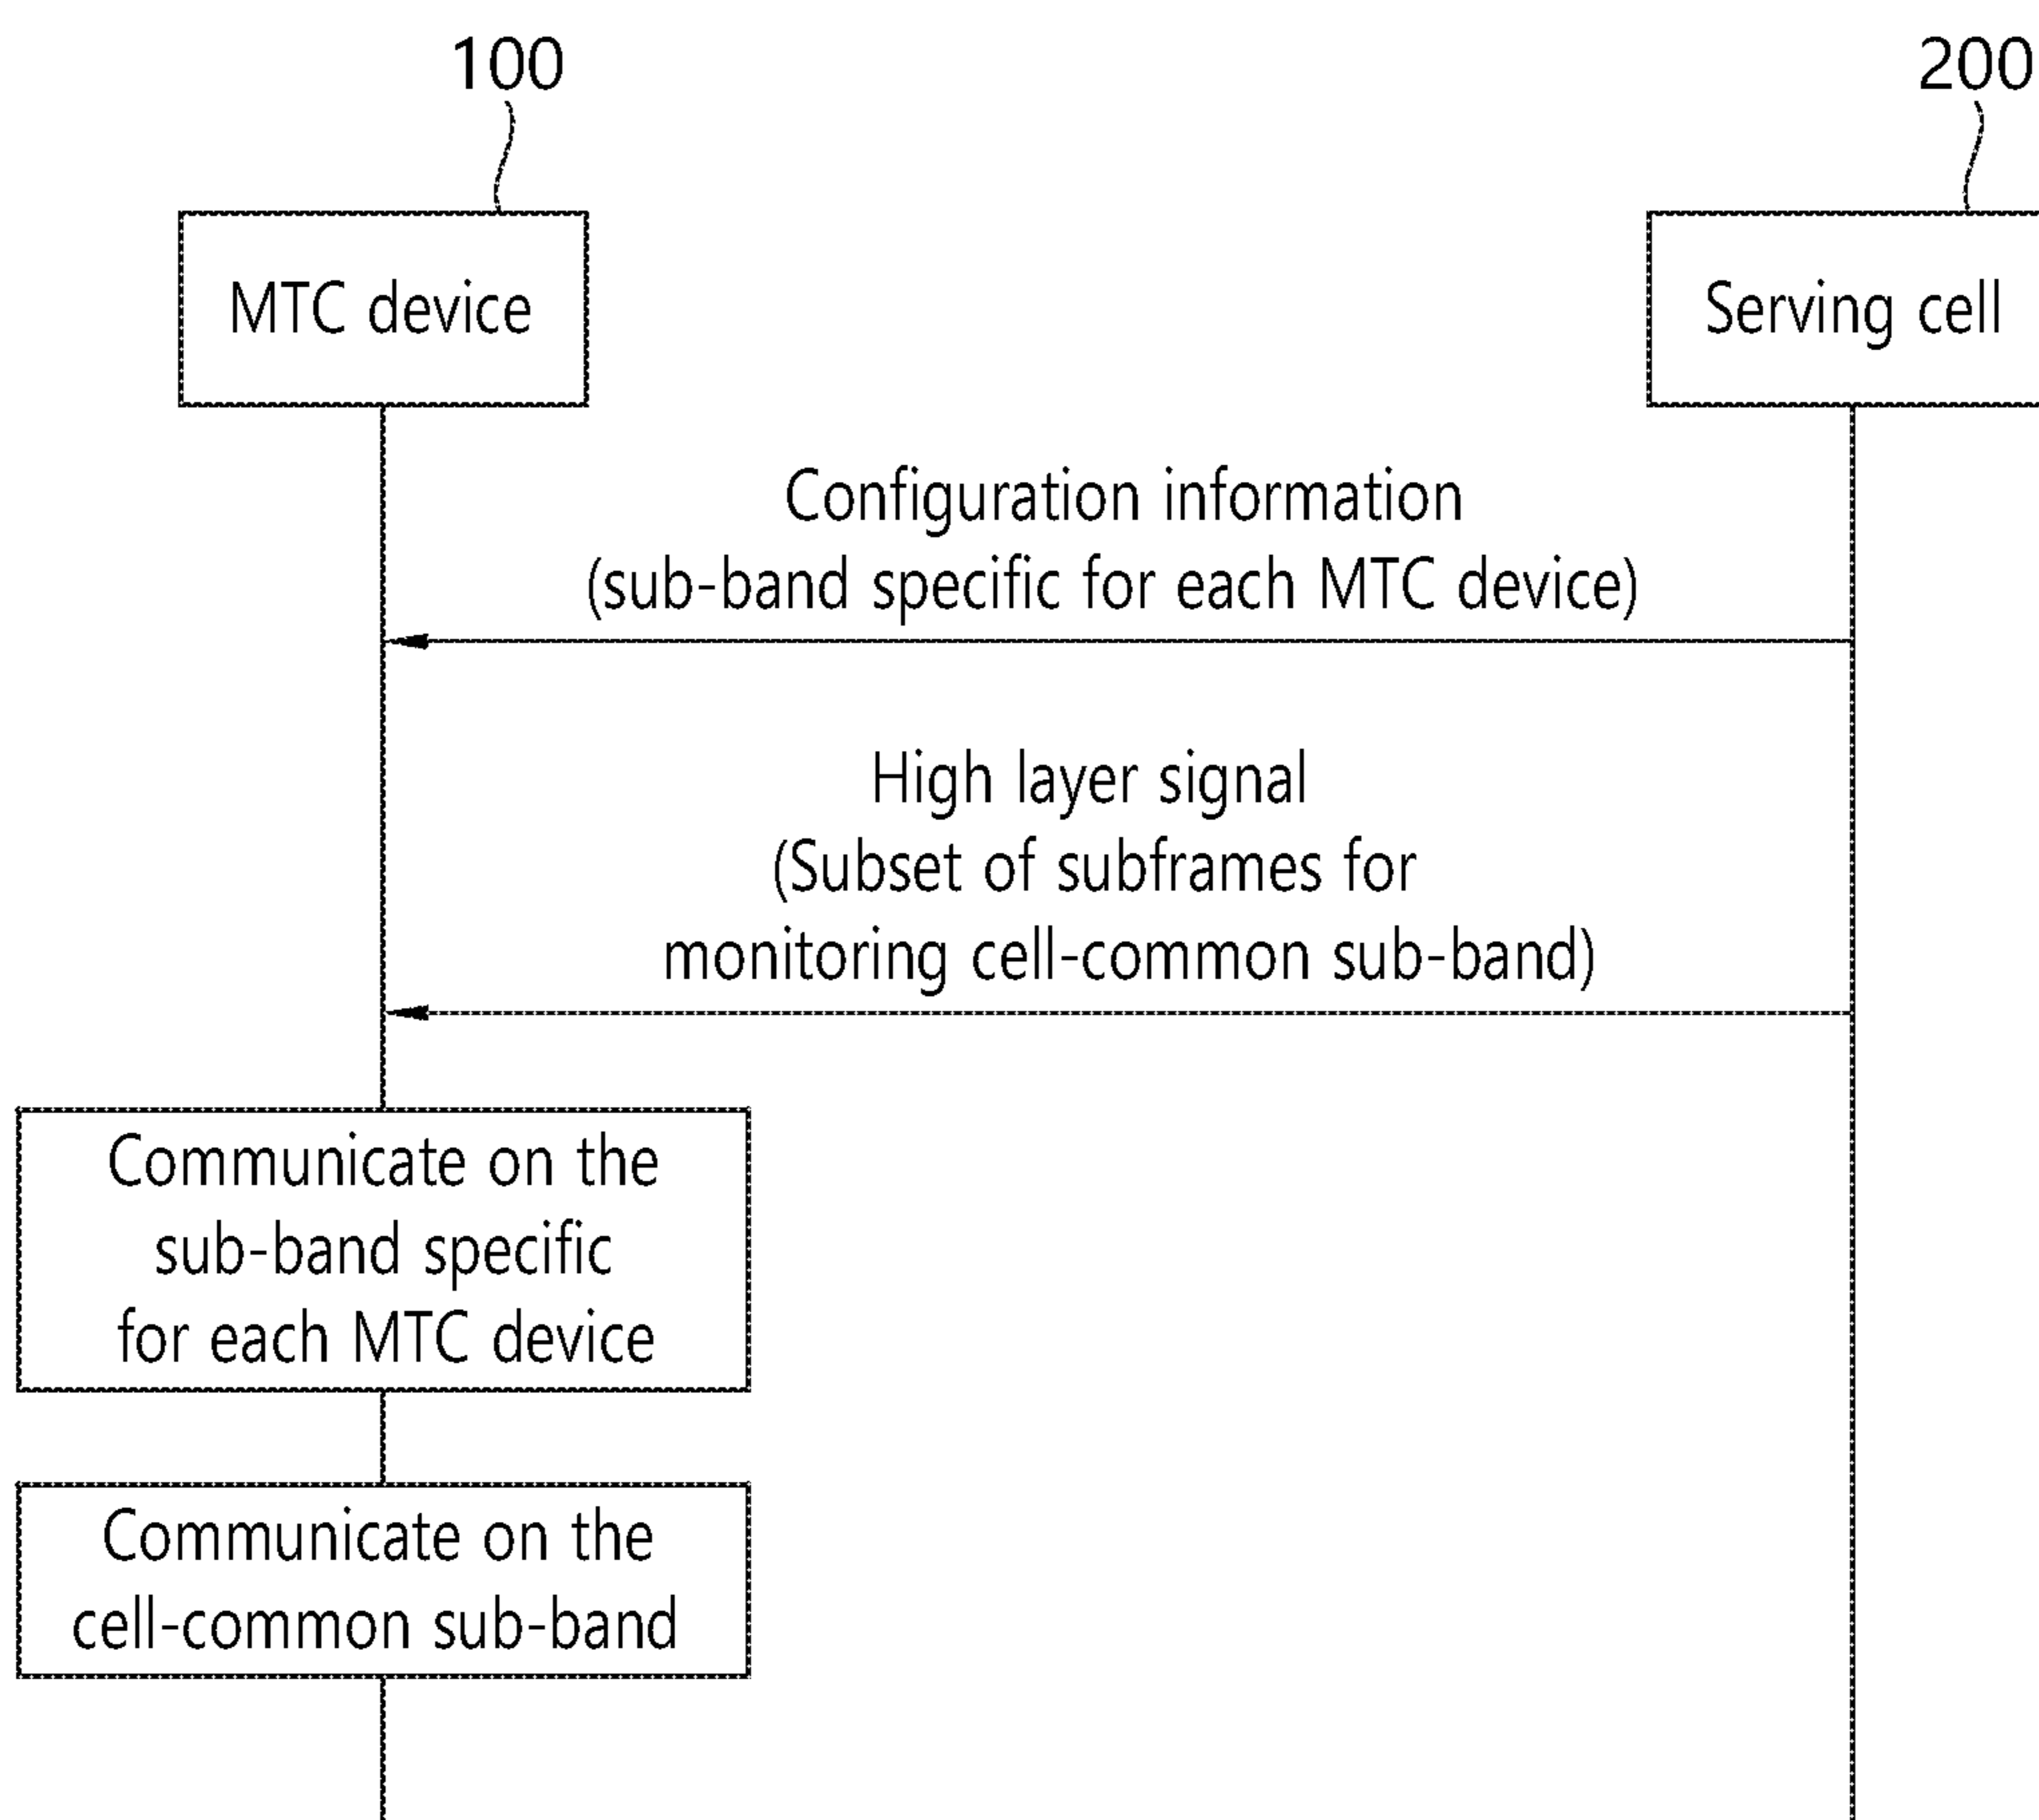 100
200
MTC device
Serving cell
Configuration information
(sub-band specific for each MTC device)
High layer signal
(Subset of subframes for
monitoring cell-common sub-band)
Communicate on the
sub-band specific
for each MTC device
Communicate on the
cell-common sub-band